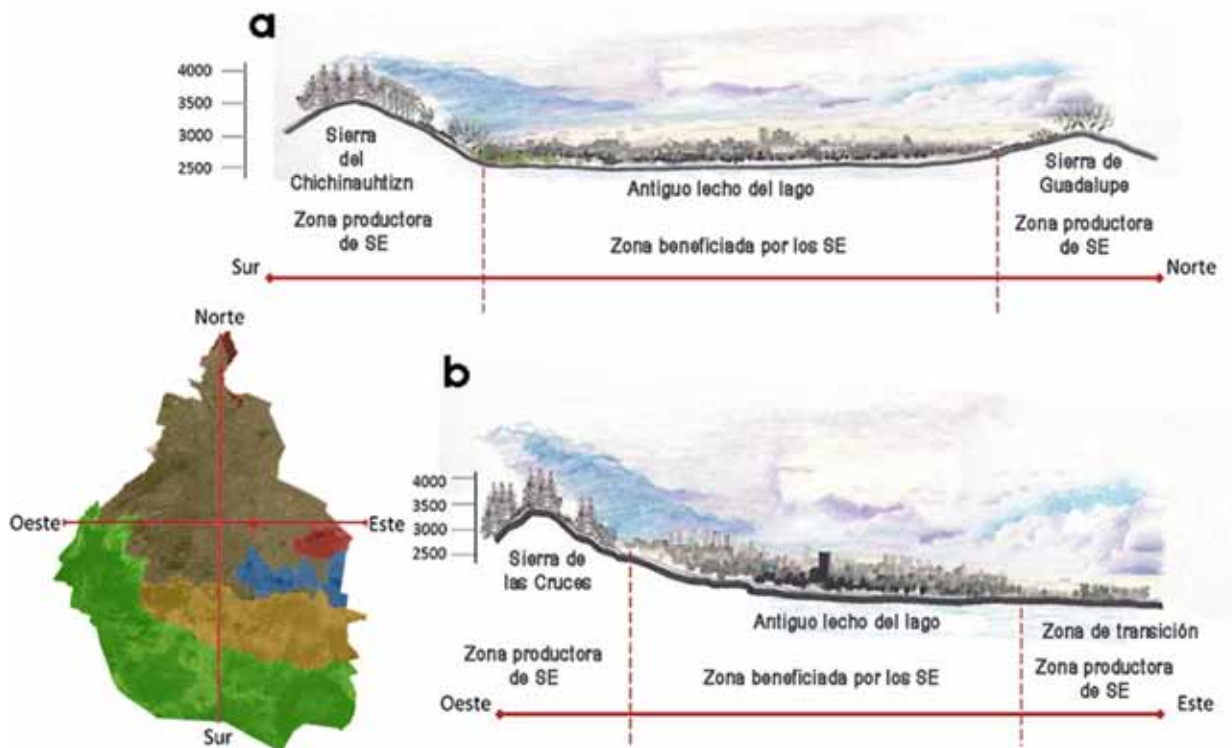 a
4000
3500
3000
2500
Sierra
del
Chichinauhtizn
Antiguo lecho del lago
Sierra de
Guadalupe
Zona productora
de SE
Zona beneficiada por los SE
Zona productora
de SE
Sur
Norte
Norte
Oeste
Este
Sur
b
4000
3500
3000
2500
Sierra de
las Cruces
Antiguo lecho del lago
Zona de transición
Zona productora
de SE
Zona beneficiada por los SE
Zona productora
de SE
Oeste
Este